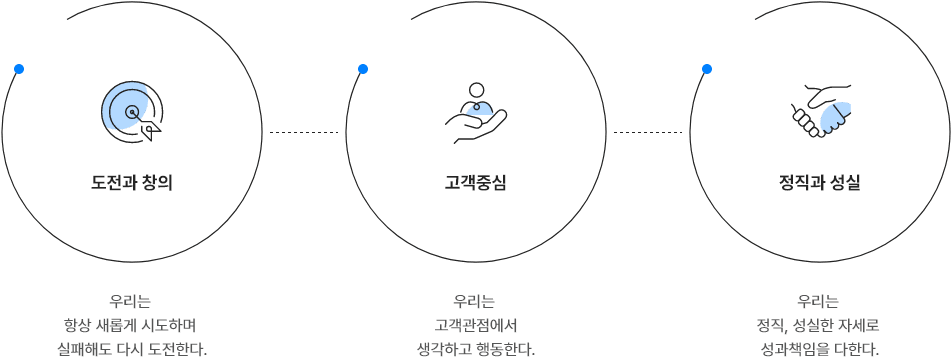 도전과 창의
고객중심
정직과 성실
우리는
항상 새롭게 시도하며
실패해도 다시 도전한다.
우리는
고객관점에서
생각하고 행동한다.
우리는
정직, 성실한 자세로
성과책임을 다한다.